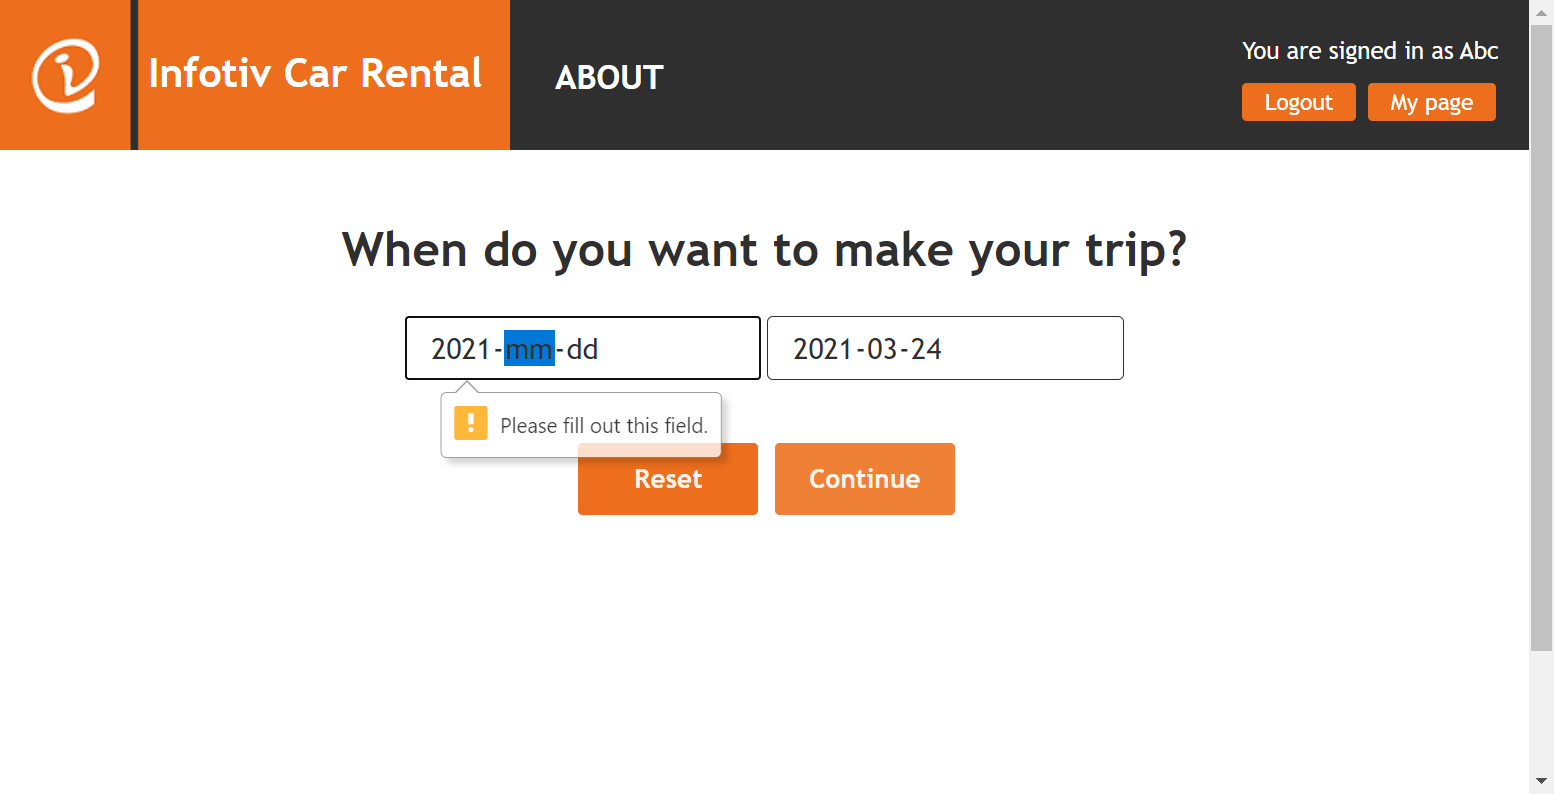 Infotiv Car Rental
ABOUT
You are signed in as Abc
Logout
My page
When do you want to make your trip?
2021-mm-dd
2021-03-24
Please fill out this field.
Reset
Continue